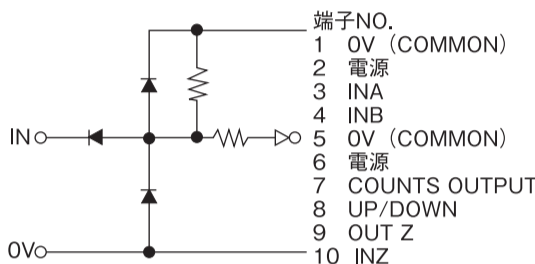 端子NO.
1 0V（COMMON）
2 電源
3 INA
4 INB
5 0V（COMMON）
6 電源
7 COUNTS OUTPUT
8 UP/DOWN
9 OUT Z
10 INZ
IN
0V